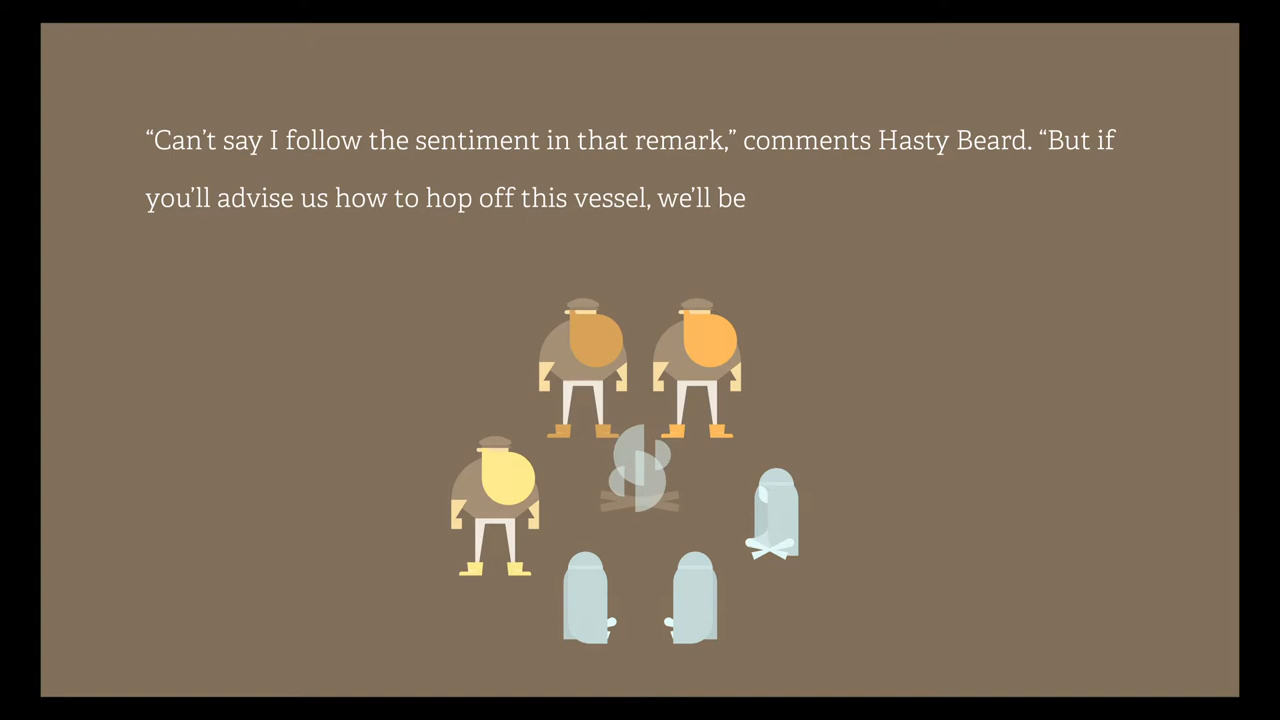 “Can’t say I follow the sentiment in that remark,” comments Hasty Beard. “But if
you’ll advise us how to hop off this vessel, we’ll be